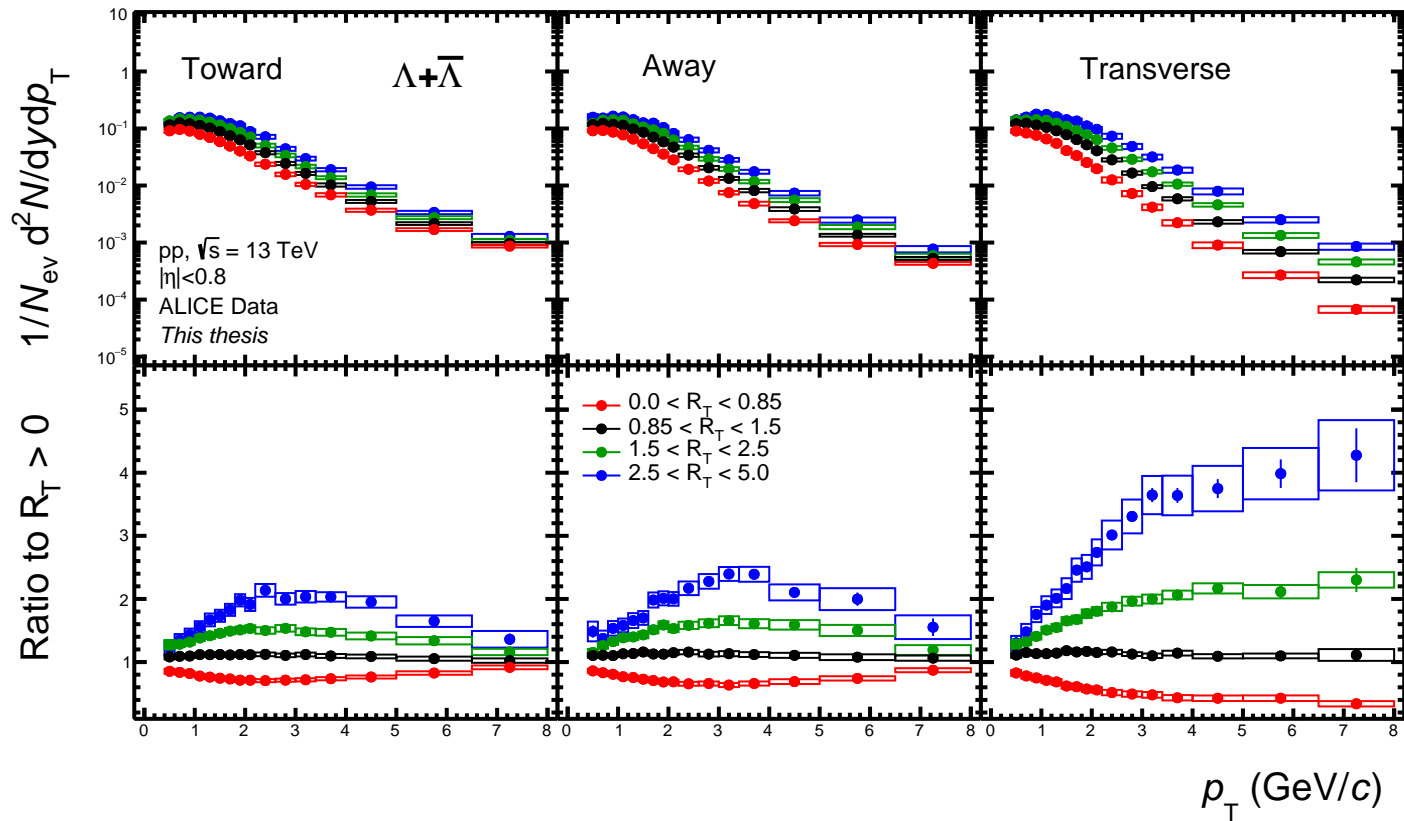 Toward
Λ+Λ̅
Away
Transverse
1/N_ev d²N/dydp_T
10
1
10⁻¹
10⁻²
10⁻³
10⁻⁴
10⁻⁵
pp, √s = 13 TeV
|η|<0.8
ALICE Data
This thesis
Ratio to R_T > 0
5
4
3
2
1
0.0 < R_T < 0.85
0.85 < R_T < 1.5
1.5 < R_T < 2.5
2.5 < R_T < 5.0
0 1 2 3 4 5 6 7 8
0 1 2 3 4 5 6 7 8
0 1 2 3 4 5 6 7 8
p_T (GeV/c)